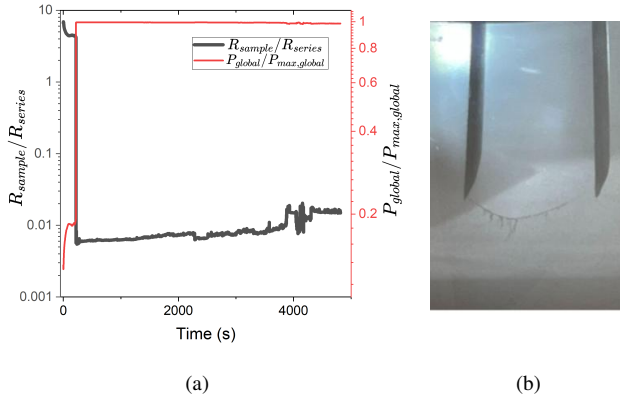 10
1
0.1
0.01
0.001
R_sample/R_series
R_sample/R_series
P_global/P_max,global
1
0.8
0.6
0.4
0.2
P_global/P_max,global
0 2000 4000
Time (s)
(a) (b)